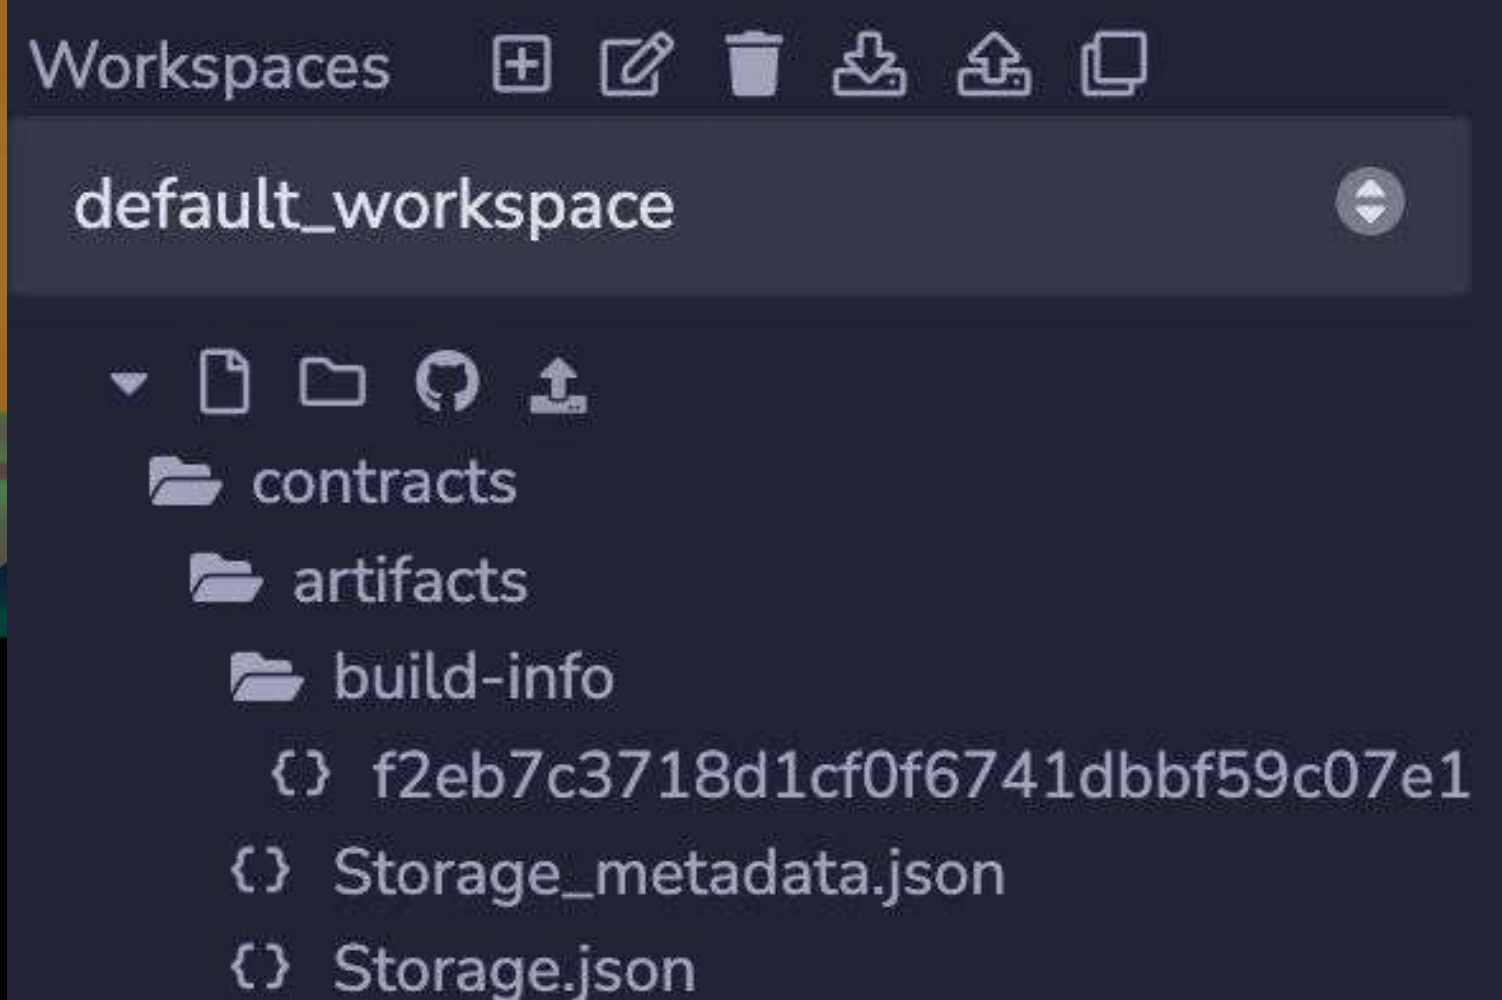 Workspaces
default_workspace
contracts
artifacts
build-info
f2eb7c3718d1cf0f6741dbbf59c07e1
Storage_metadata.json
Storage.json